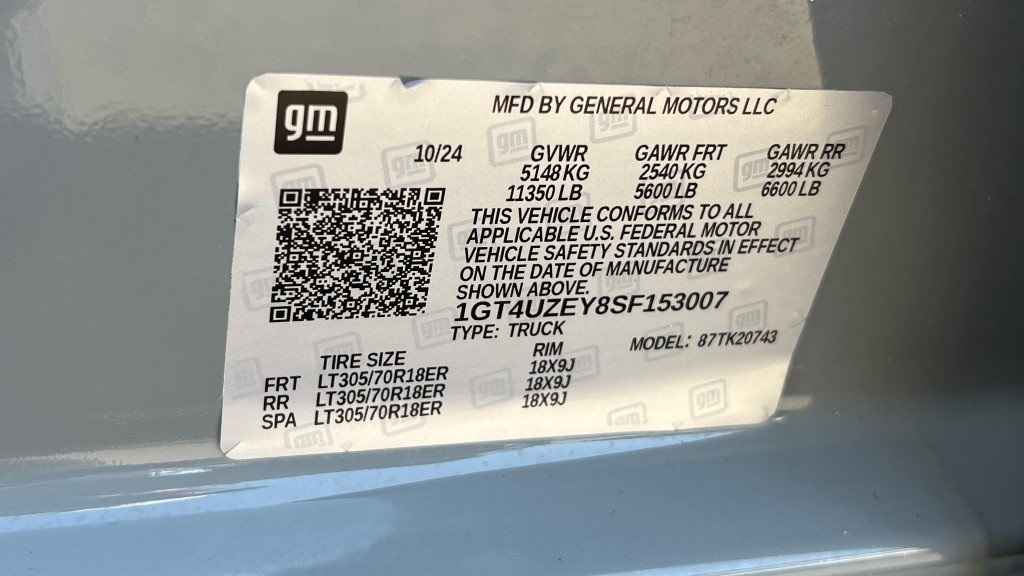 gm
MFD BY GENERAL MOTORS LLC
10/24 GVWR GAWR FRT GAWR RR
5148 KG 2540 KG 2994 KG
11350 LB 5600 LB 6600 LB
THIS VEHICLE CONFORMS TO ALL
APPLICABLE U.S. FEDERAL MOTOR
VEHICLE SAFETY STANDARDS IN EFFECT
ON THE DATE OF MANUFACTURE
SHOWN ABOVE.
1GT4UZEY8SF153007
TYPE: TRUCK
MODEL: 87TK20743
TIRE SIZE RIM
FRT LT305/70R18ER 18X9J
RR LT305/70R18ER 18X9J
SPA LT305/70R18ER 18X9J